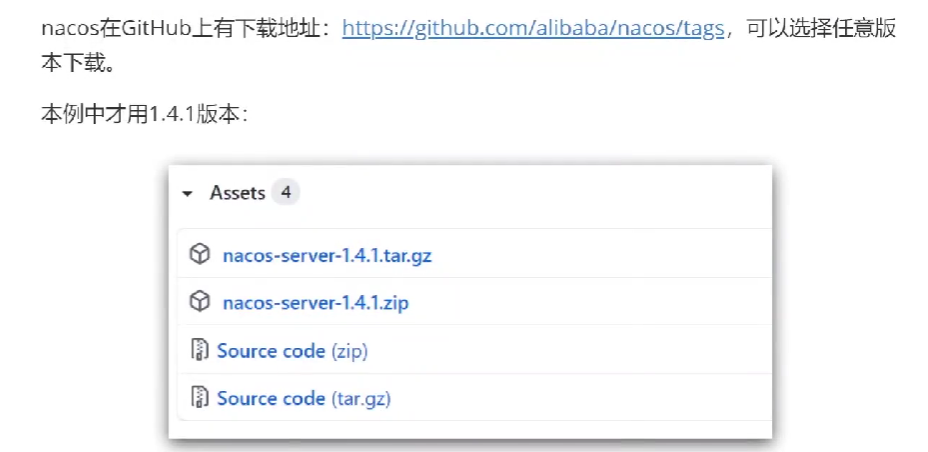 nacos在GitHub上有下载地址：https://github.com/alibaba/nacos/tags，可以选择任意版
本下载。
本例中才用1.4.1版本：
Assets 4
nacos-server-1.4.1.tar.gz
nacos-server-1.4.1.zip
Source code (zip)
Source code (tar.gz)